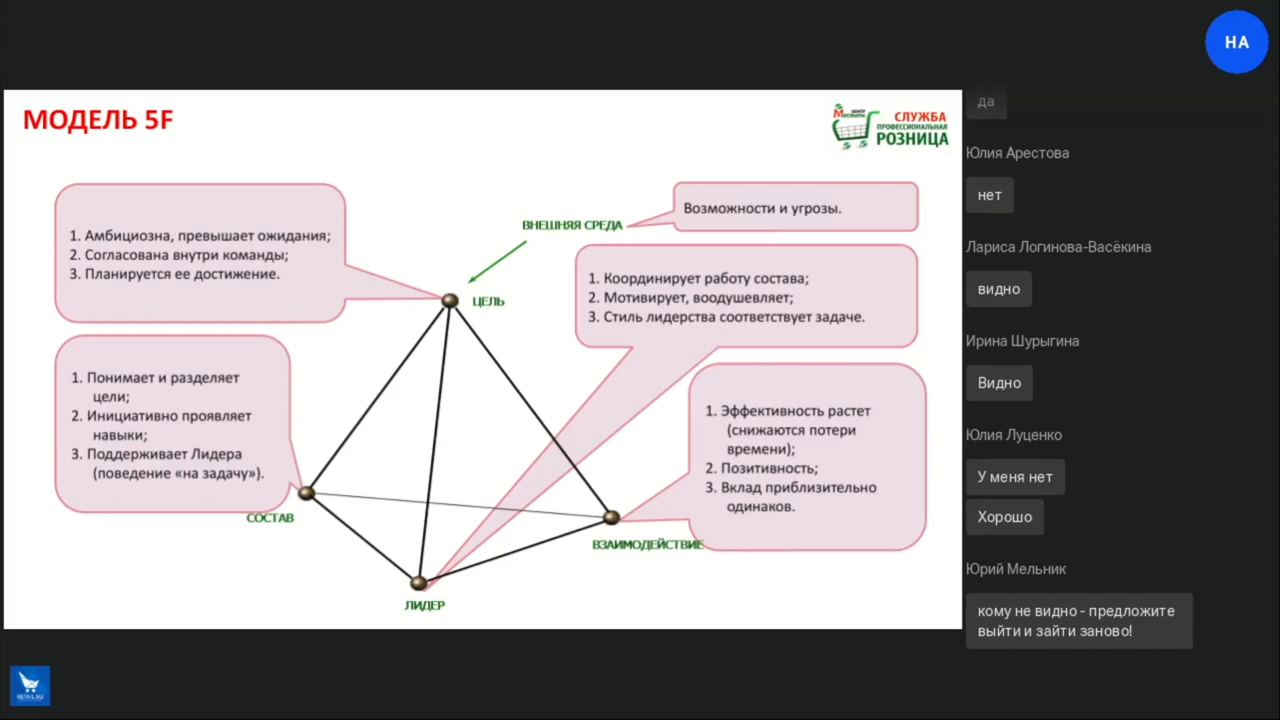 НА
МОДЕЛЬ 5F
ЦЕНТР
СЛУЖБА
ПРОФЕССИОНАЛЬНАЯ
РОЗНИЦА
1. Амбициозна, превышает ожидания;
2. Согласована внутри команды;
3. Планируется ее достижение.
ВНЕШНЯЯ СРЕДА
Возможности и угрозы.
1. Координирует работу состава;
2. Мотивирует, воодушевляет;
3. Стиль лидерства соответствует задаче.
ЦЕЛЬ
1. Понимает и разделяет
цели;
2. Инициативно проявляет
навыки;
3. Поддерживает Лидера
(поведение «на задачу»).
1. Эффективность растет
(снижаются потери
времени);
2. Позитивность;
3. Вклад приблизительно
одинаков.
СОСТАВ
ВЗАИМОДЕЙСТВИЕ
ЛИДЕР
да
Юлия Арестова
нет
Лариса Логинова-Васёкина
видно
Ирина Шурыгина
Видно
Юлия Луценко
У меня нет
Хорошо
Юрий Мельник
кому не видно - предложите
выйти и зайти заново!
RETAIL.RU